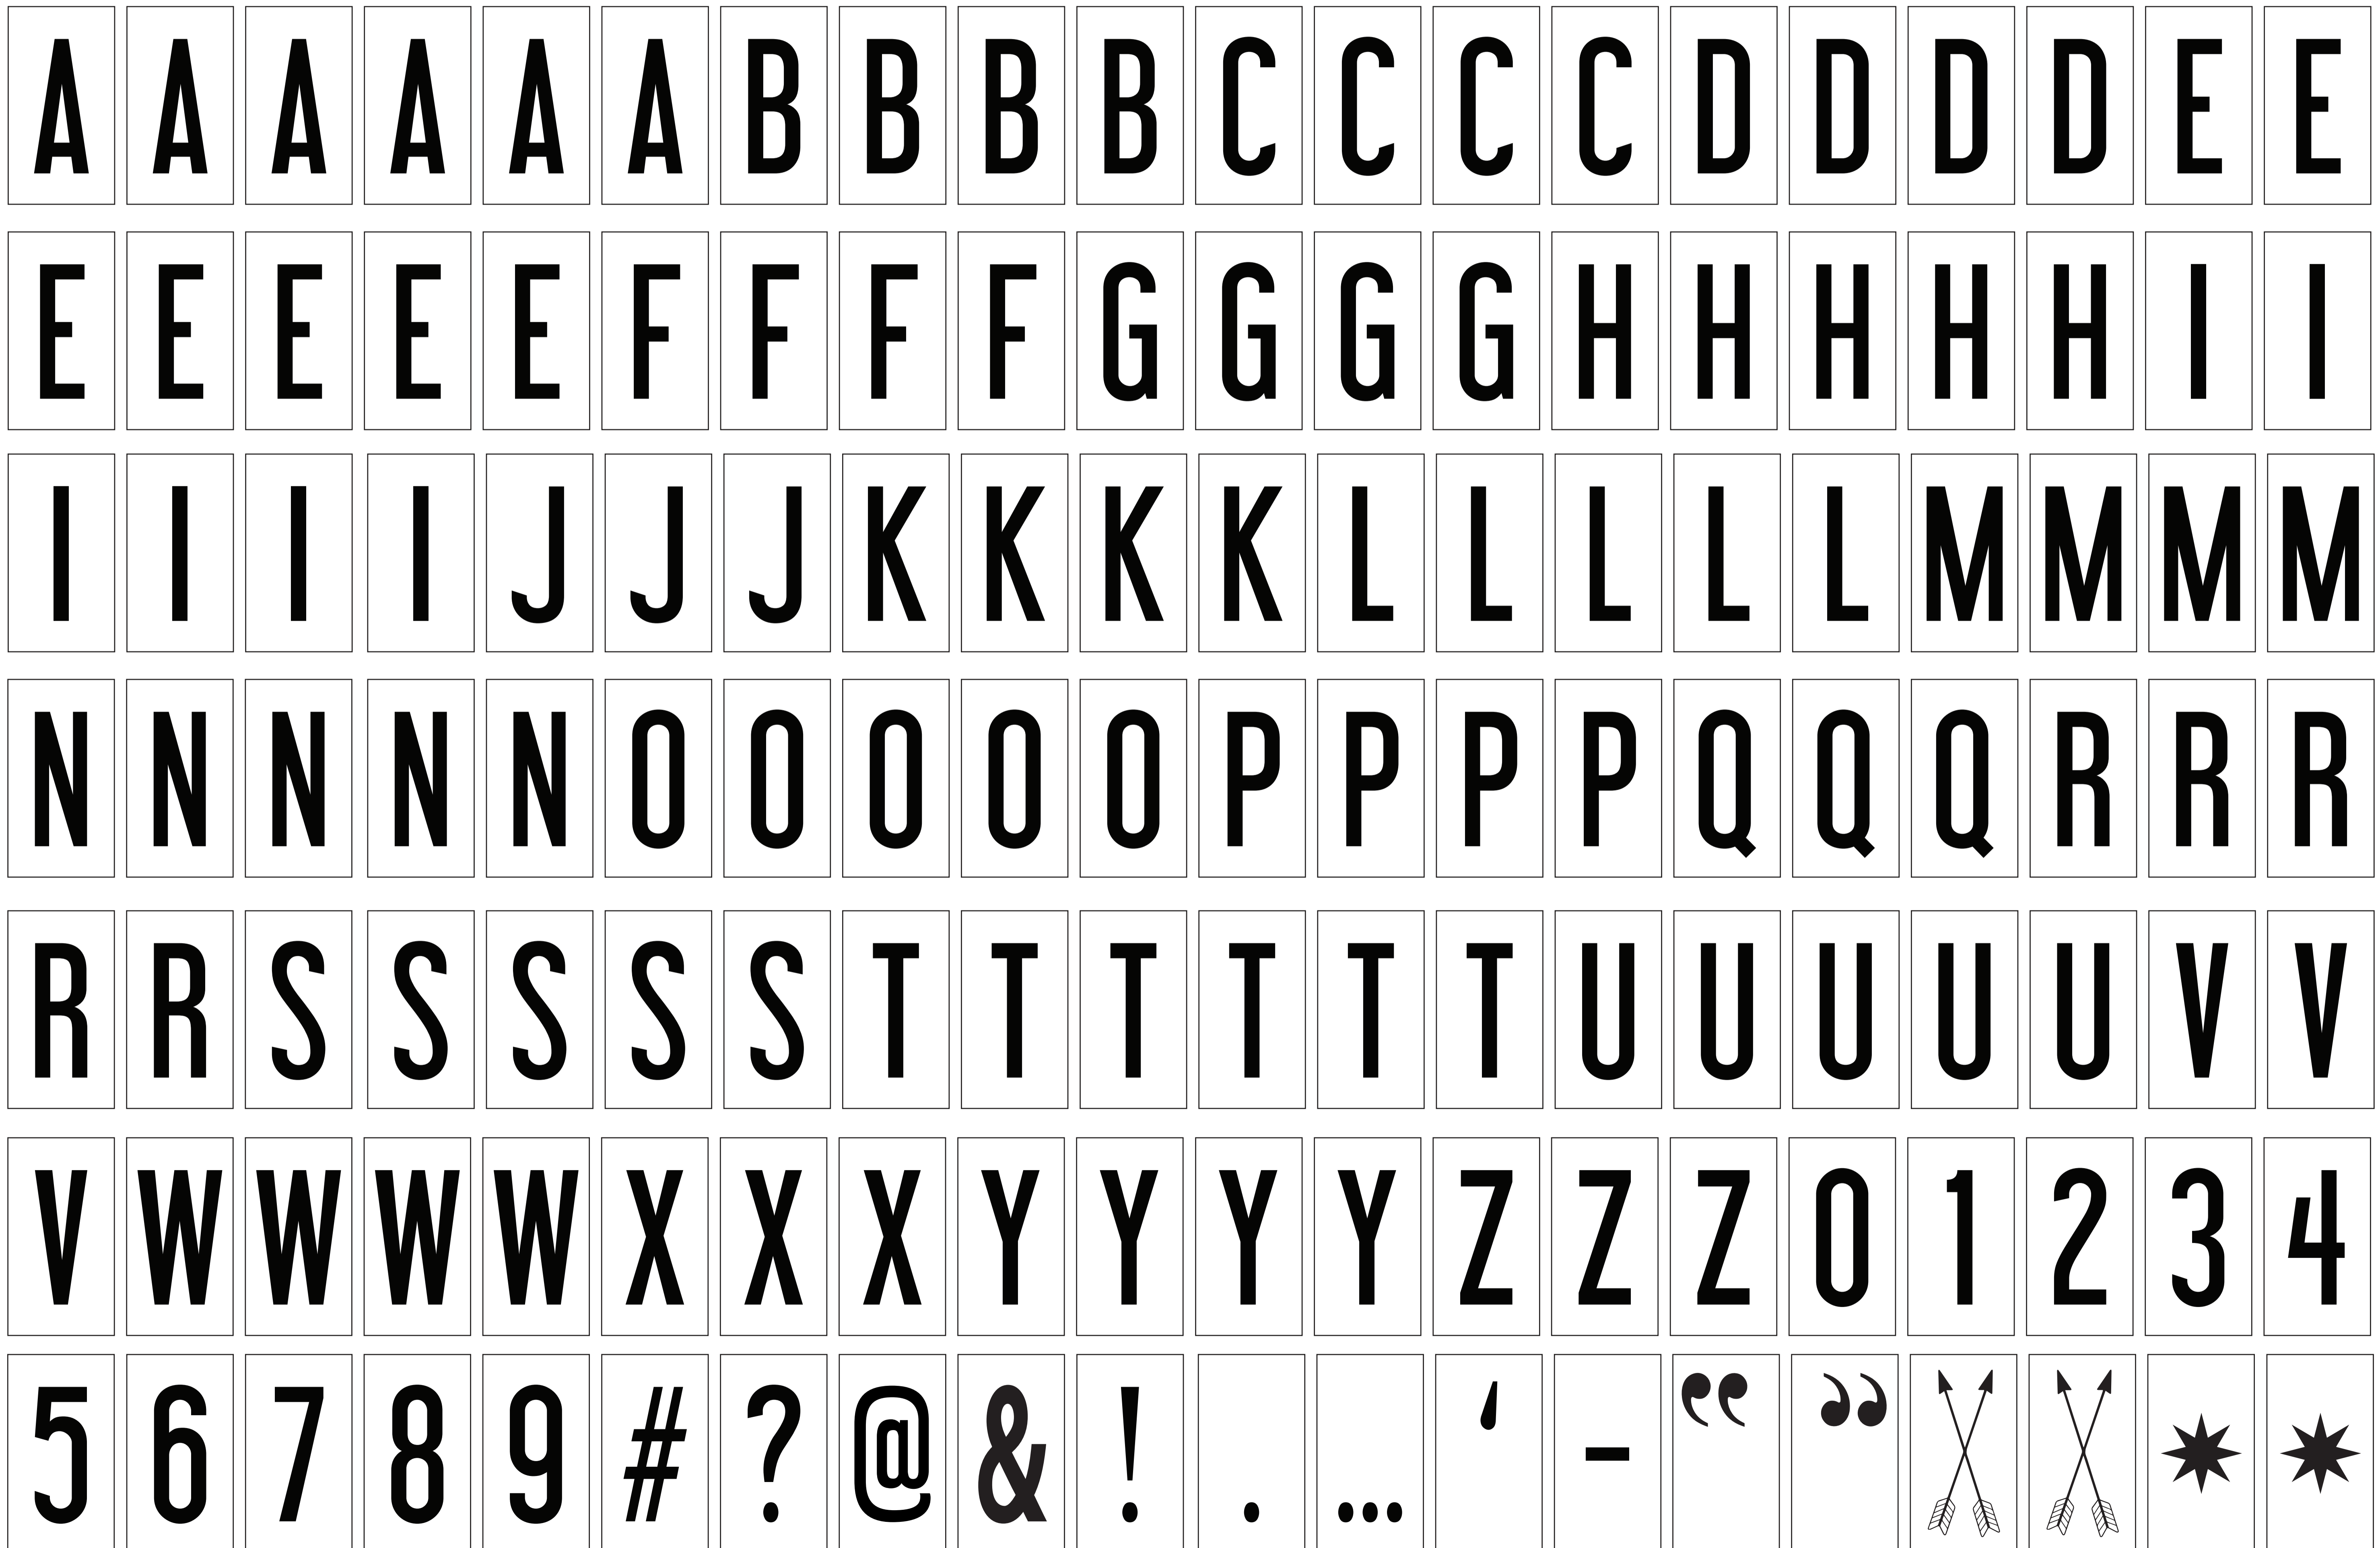 A A A A A A B B B B C C C C D D D D E E
E E E E E F F F F G G G G H H H H H I I
I I I I J J J K K K K L L L L L M M M M
N N N N N O O O O O P P P P Q Q Q R R R
R R S S S S S T T T T T T U U U U U V V
V W W W W X X X Y Y Y Y Z Z Z 0 1 2 3 4
5 6 7 8 9 # ? @ & ! . … ‘ - ❝ ❞